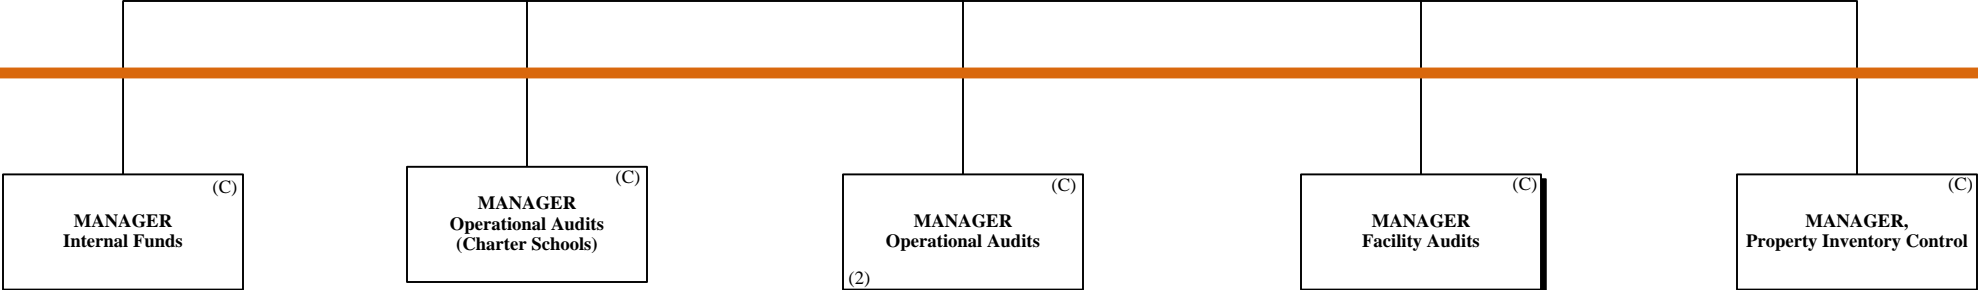 (C)
MANAGER
Internal Funds
(C)
MANAGER
Operational Audits
(Charter Schools)
(C)
MANAGER
Operational Audits
(2)
(C)
MANAGER
Facility Audits
(C)
MANAGER,
Property Inventory Control